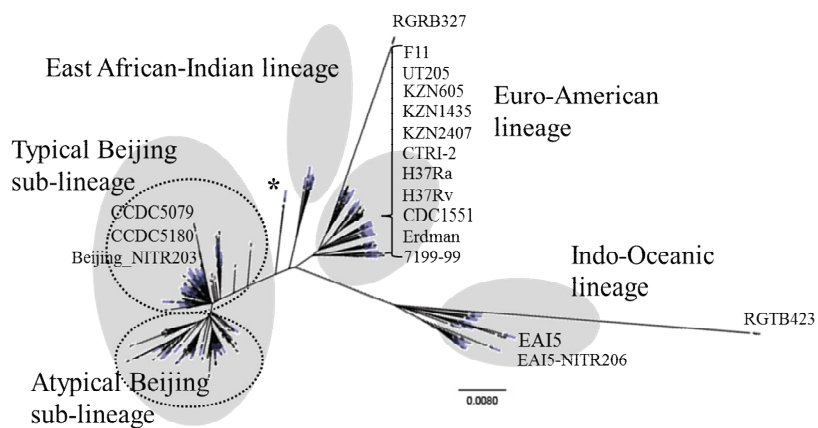 RGRB327
East African-Indian lineage
F11
UT205
KZN605
KZN1435
KZN2407
CTRI-2
H37Ra
H37Rv
CDC1551
Erdman
7199-99
Euro-American
lineage
Typical Beijing
sub-lineage
*
CCDC5079
CCDC5180
Beijing_NITR203
Indo-Oceanic
lineage
RGTB423
EAI5
EAI5-NITR206
Atypical Beijing
sub-lineage
0.0080